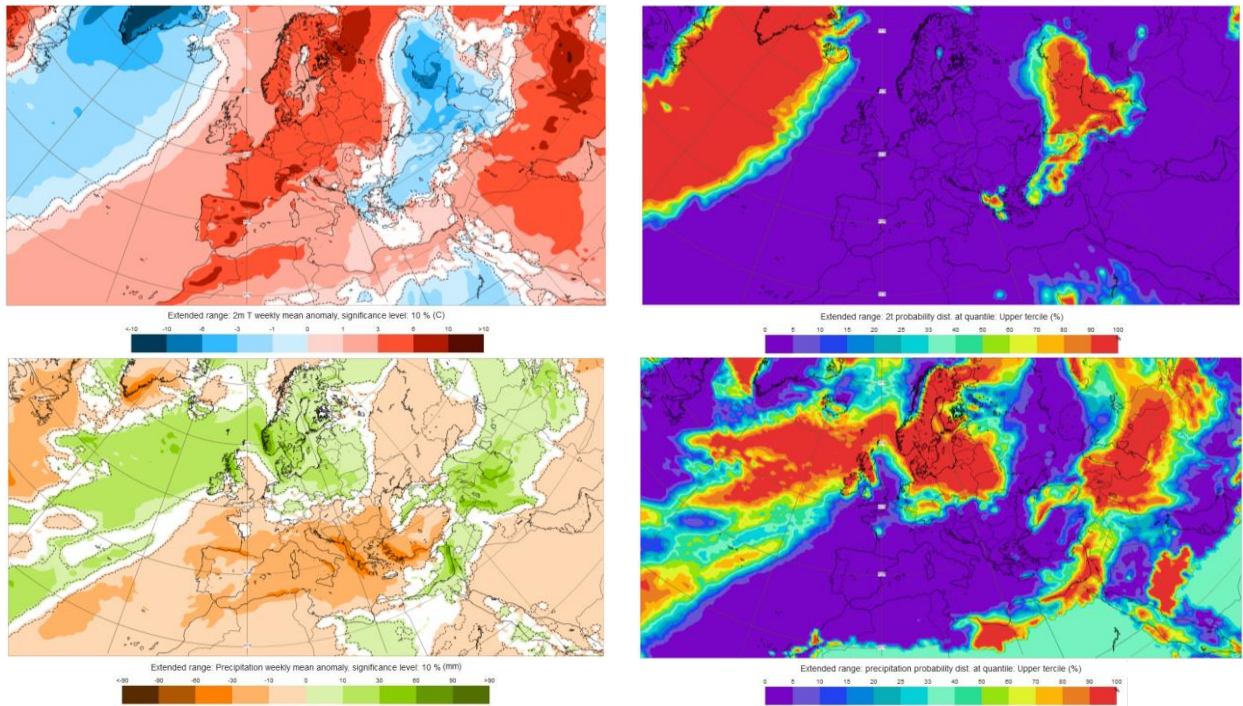 Extended range: 2m T weekly mean anomaly, significance level: 10 % (C)
<-10 -10 -6 -3 -1 0 1 3 6 10 >10
Extended range: 2t probability dist. at quantile: Upper tercile (%)
0 5 10 20 33 40 50 60 70 80 90 100
%
Extended range: Precipitation weekly mean anomaly, significance level: 10 % (mm)
<-90 -90 -60 -30 -10 0 10 30 60 90 >90
Extended range: precipitation probability dist. at quantile: Upper tercile (%)
0 5 10 15 20 23 33 40 50 60 70 80 90 100
%